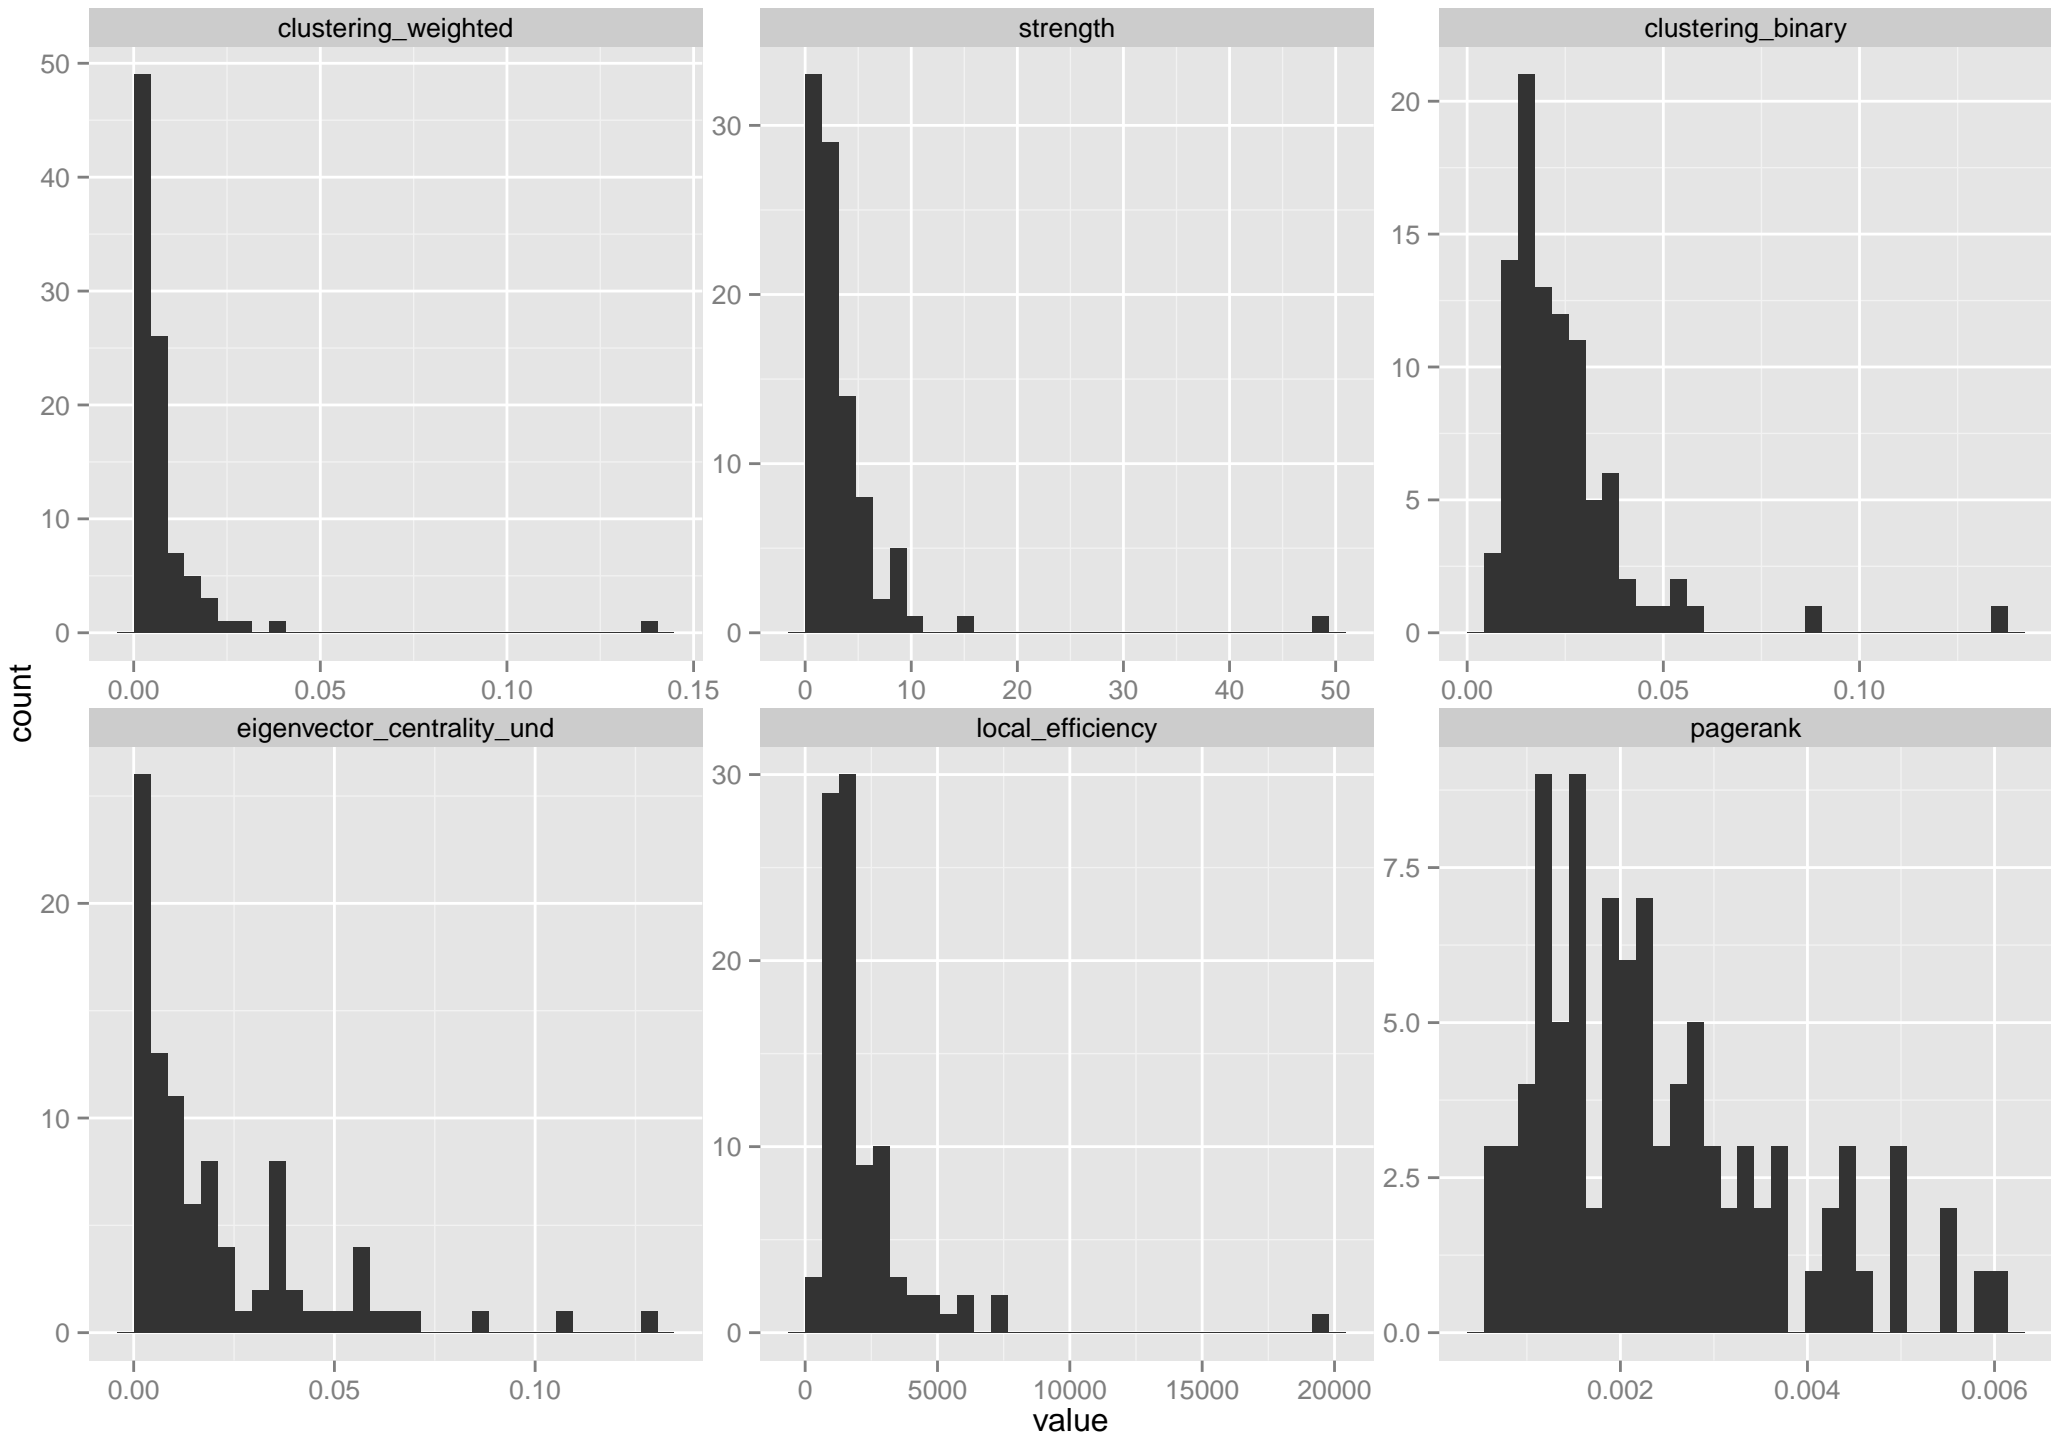 clustering_weighted
strength
clustering_binary
50
40
30
20
10
0
30
20
10
0
20
15
10
5
0
0.00 0.05 0.10 0.15
0 10 20 30 40 50
0.00 0.05 0.10
count
eigenvector_centrality_und
local_efficiency
pagerank
20
10
0
30
20
10
0
7.5
5.0
2.5
0.0
0.00 0.05 0.10
0 5000 10000 15000 20000
0.002 0.004 0.006
value